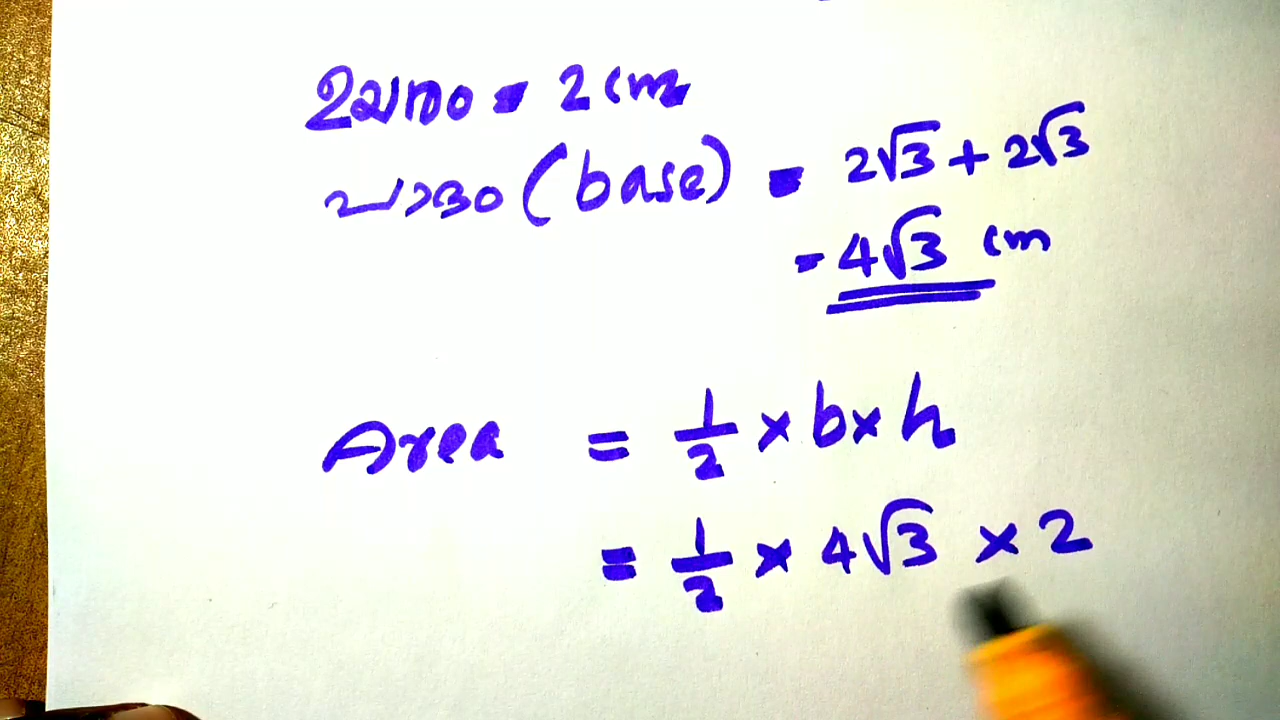 ഉയരം = 2 cm
പാദം (base) = 2√3 + 2√3
= 4√3 cm
Area = 1/2 × b × h
= 1/2 × 4√3 × 2